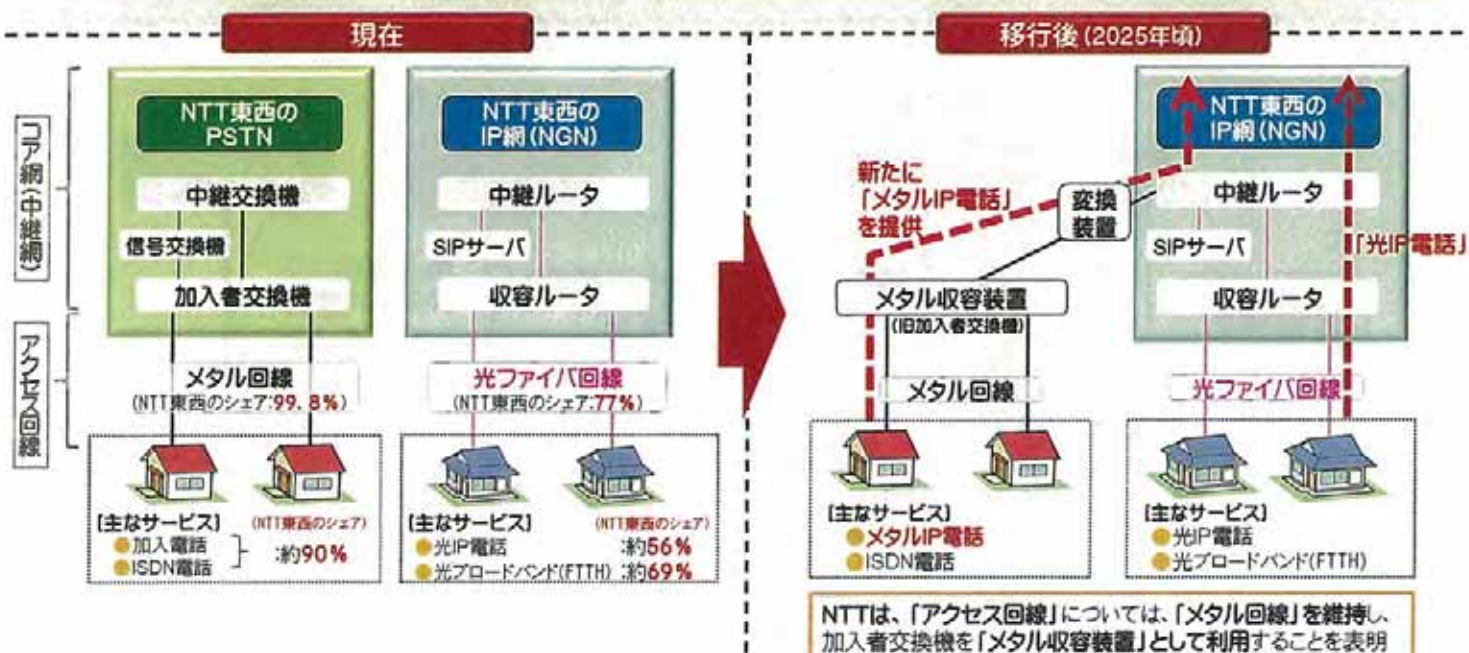 現在
コア網(中継網)
アクセス回線
NTT東西の
PSTN
中継交換機
信号交換機
加入者交換機
メタル回線
(NTT東西のシェア:99.8%)
[主なサービス]
(NTT東西のシェア)
加入電話
ISDN電話
:約90%
NTT東西の
IP網(NGN)
中継ルータ
SIPサーバ
収容ルータ
光ファイバ回線
(NTT東西のシェア:77%)
[主なサービス]
(NTT東西のシェア)
光IP電話 :約56%
光ブロードバンド(FTTH) :約69%
移行後(2025年頃)
新たに
「メタルIP電話」
を提供
変換
装置
メタル収容装置
(旧加入者交換機)
メタル回線
[主なサービス]
メタルIP電話
ISDN電話
NTT東西の
IP網(NGN)
中継ルータ
SIPサーバ
収容ルータ
「光IP電話」
光ファイバ回線
[主なサービス]
光IP電話
光ブロードバンド(FTTH)
NTTは、「アクセス回線」については、「メタル回線」を維持し、
加入者交換機を「メタル収容装置」として利用することを表明